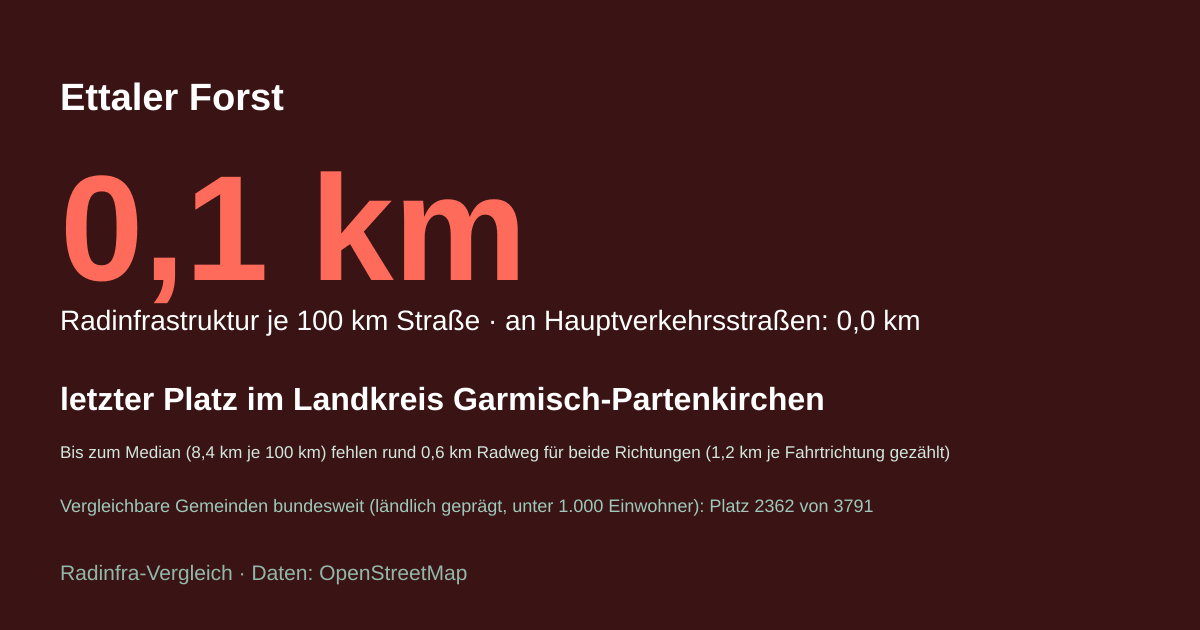 Ettaler Forst
0,1 km
Radinfrastruktur je 100 km Straße · an Hauptverkehrsstraßen: 0,0 km
letzter Platz im Landkreis Garmisch-Partenkirchen
Bis zum Median (8,4 km je 100 km) fehlen rund 0,6 km Radweg für beide Richtungen (1,2 km je Fahrtrichtung gezählt)
Vergleichbare Gemeinden bundesweit (ländlich geprägt, unter 1.000 Einwohner): Platz 2362 von 3791
Radinfra-Vergleich · Daten: OpenStreetMap